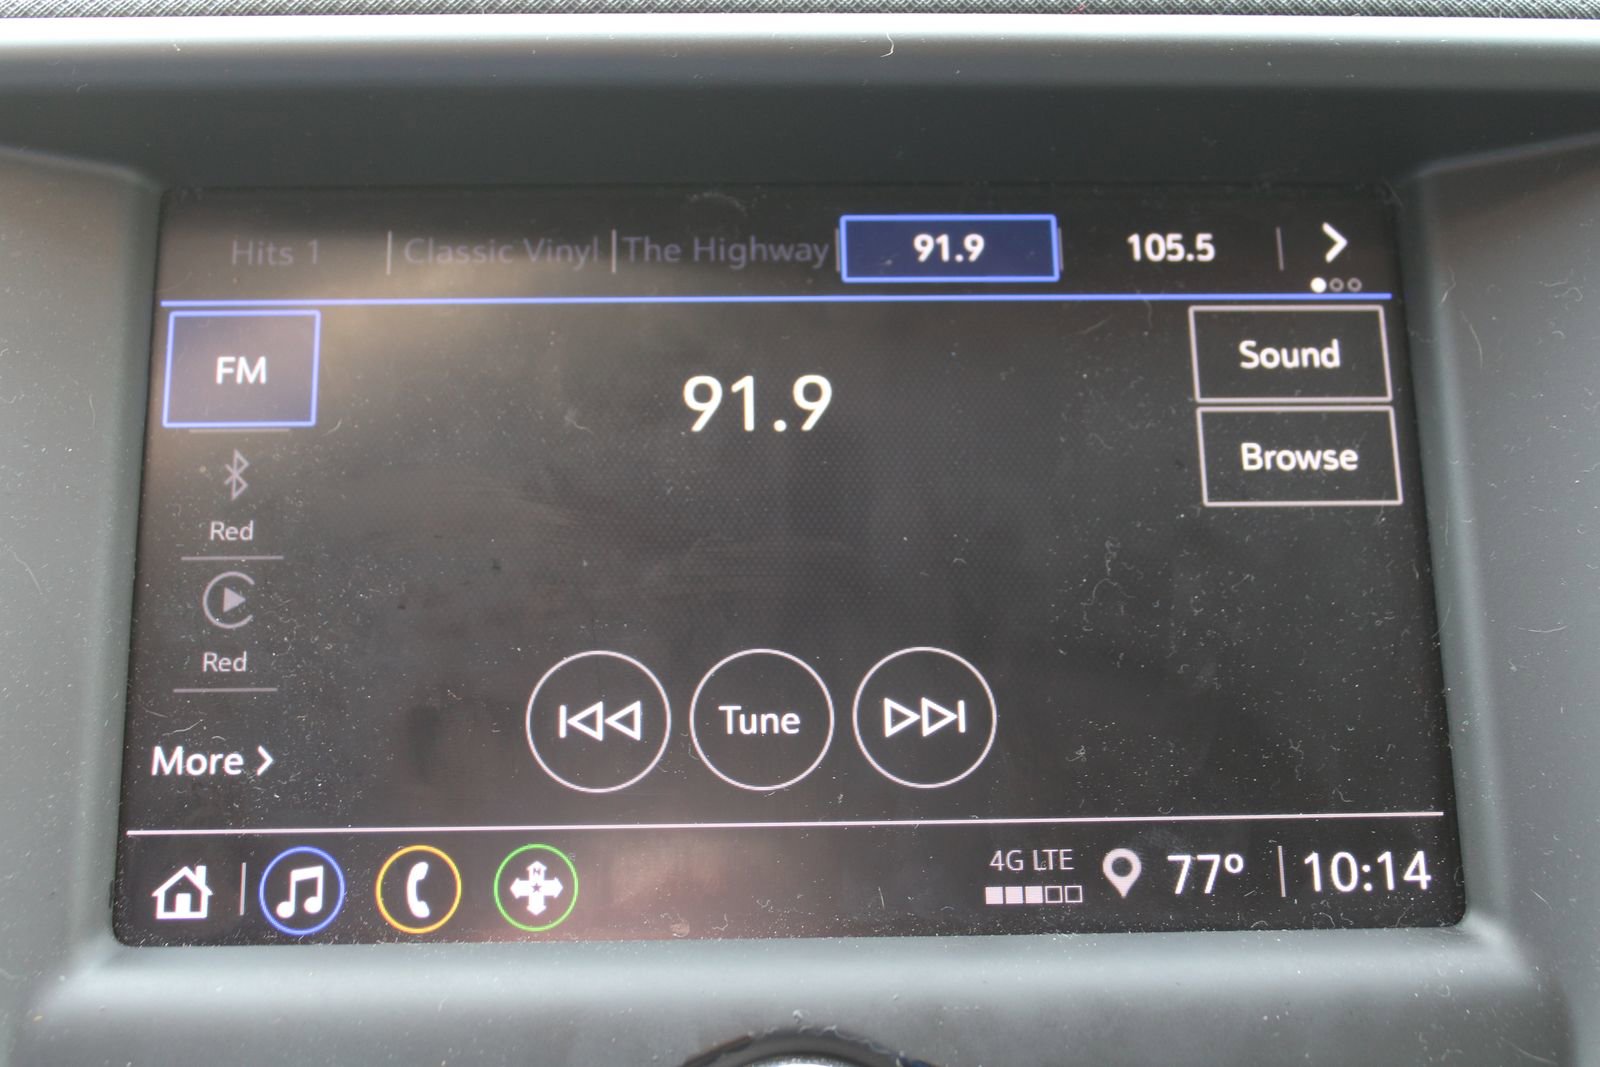 Hits 1 Classic Vinyl The Highway 91.9 105.5
FM
91.9
Sound
Browse
Red
Red
Tune
More
N
4G LTE
77° 10:14